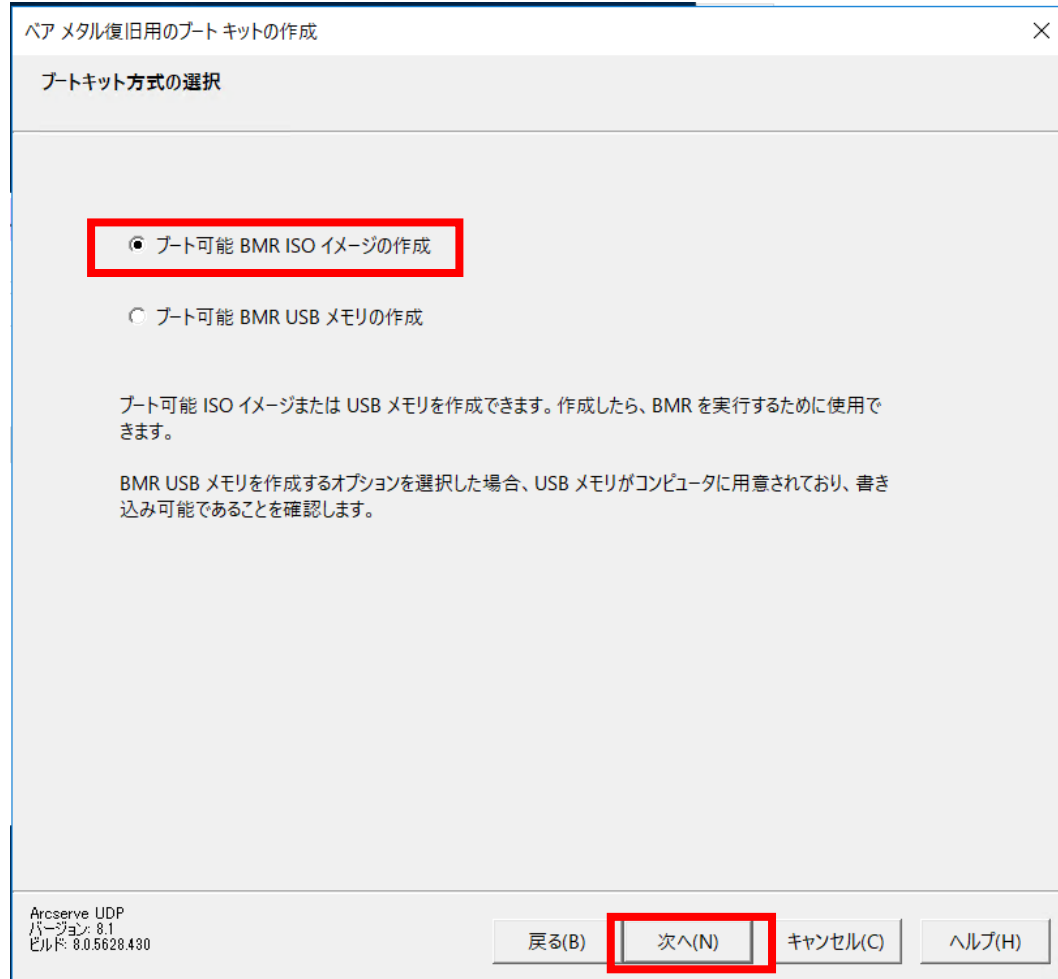 ベア メタル復旧用のブート キットの作成
ブートキット方式の選択
ブート可能 BMR ISO イメージの作成
ブート可能 BMR USB メモリの作成
ブート可能 ISO イメージまたは USB メモリを作成できます。作成したら、BMR を実行するために使用で
きます。
BMR USB メモリを作成するオプションを選択した場合、USB メモリがコンピュータに用意されており、書き
込み可能であることを確認します。
Arcserve UDP
バージョン: 8.1
ビルド: 8.0.5628.430
戻る(B) 次へ(N) キャンセル(C) ヘルプ(H)